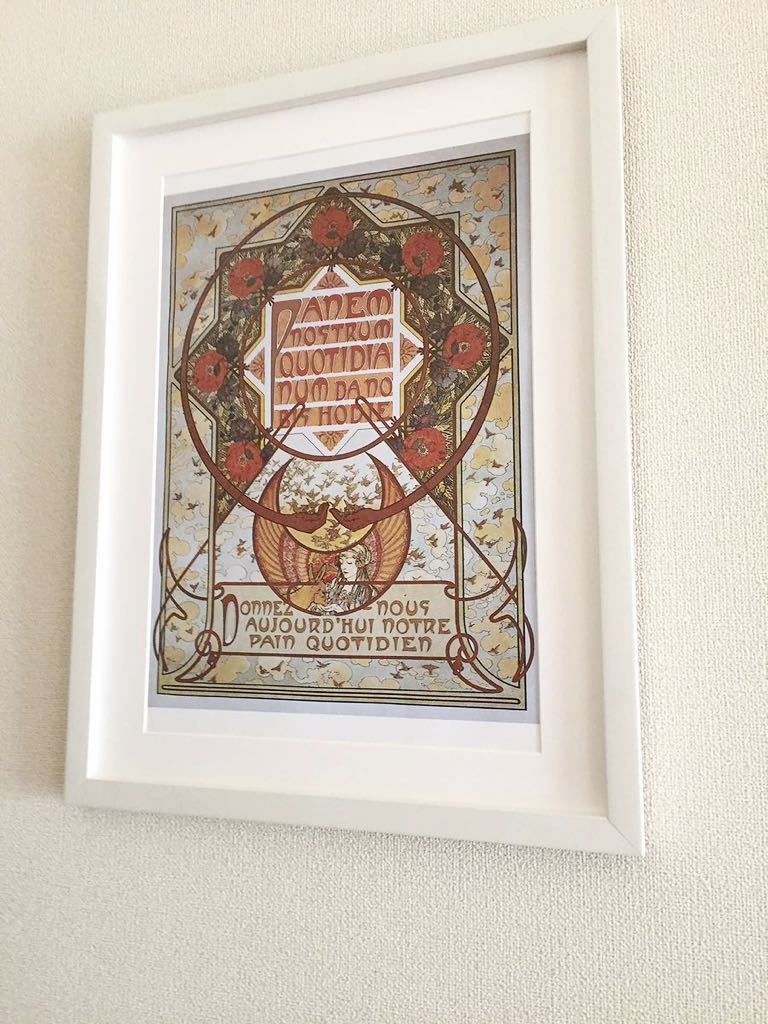 PANEM
NOSTRUM
QUOTIDIA
NUM DA NO
BIS HODIE
DONNEZ NOUS
AUJOURD'HUI NOTRE
PAIN QUOTIDIEN